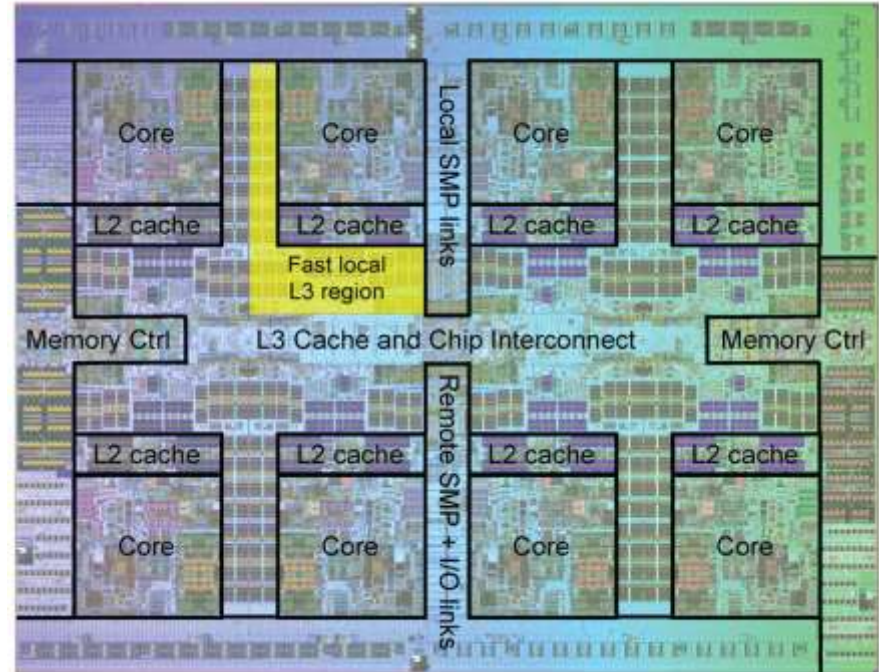 Core
Core
Core
Core
Local SMP links
L2 cache
L2 cache
L2 cache
L2 cache
Fast local
L3 region
Memory Ctrl
L3 Cache and Chip Interconnect
Memory Ctrl
Remote SMP + I/O links
L2 cache
L2 cache
L2 cache
L2 cache
Core
Core
Core
Core